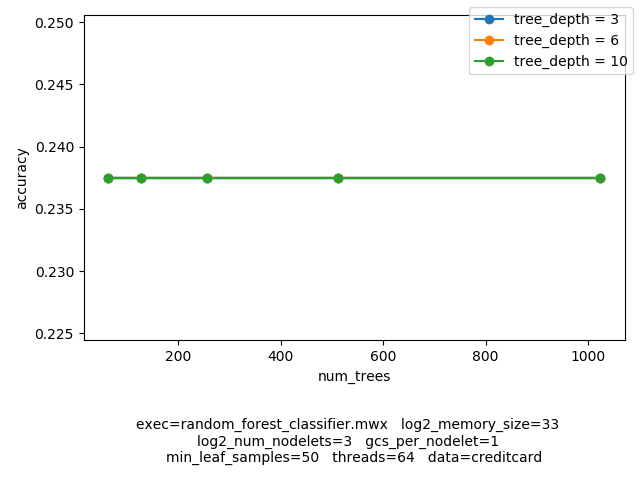 0.250
0.245
0.240
0.235
0.230
0.225
accuracy
tree_depth = 3
tree_depth = 6
tree_depth = 10
200 400 600 800 1000
num_trees
exec=random_forest_classifier.mwx log2_memory_size=33
log2_num_nodelets=3 gcs_per_nodelet=1
min_leaf_samples=50 threads=64 data=creditcard